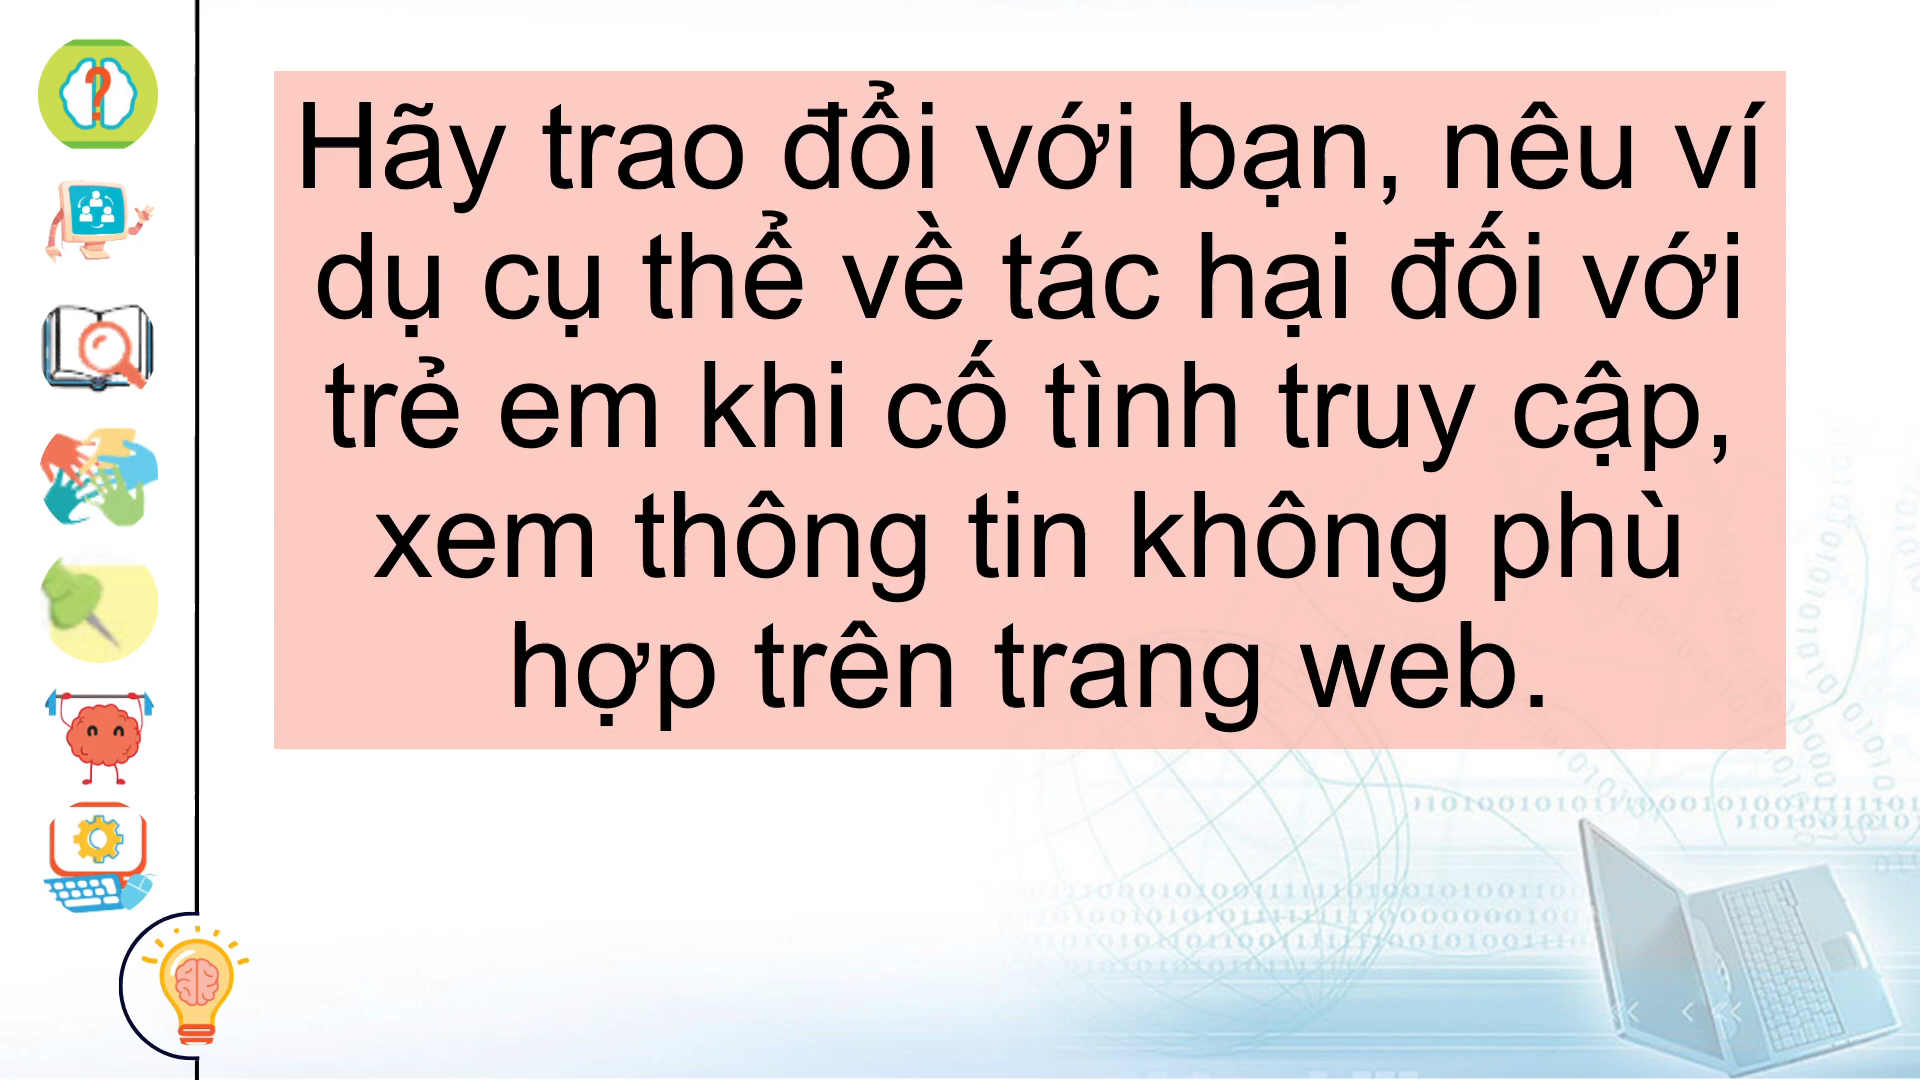 Hãy trao đổi với bạn, nêu ví
dụ cụ thể về tác hại đối với
trẻ em khi cố tình truy cập,
xem thông tin không phù
hợp trên trang web.